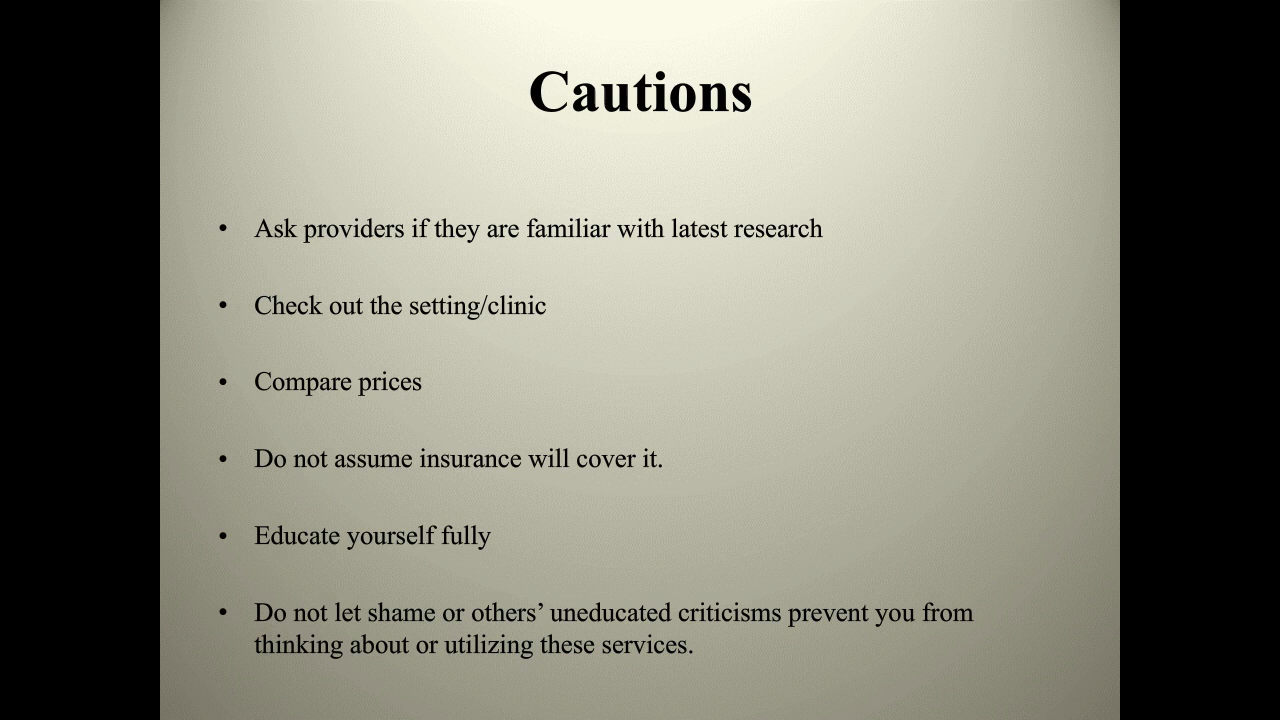 Cautions
• Ask providers if they are familiar with latest research
• Check out the setting/clinic
• Compare prices
• Do not assume insurance will cover it.
• Educate yourself fully
• Do not let shame or others’ uneducated criticisms prevent you from
thinking about or utilizing these services.